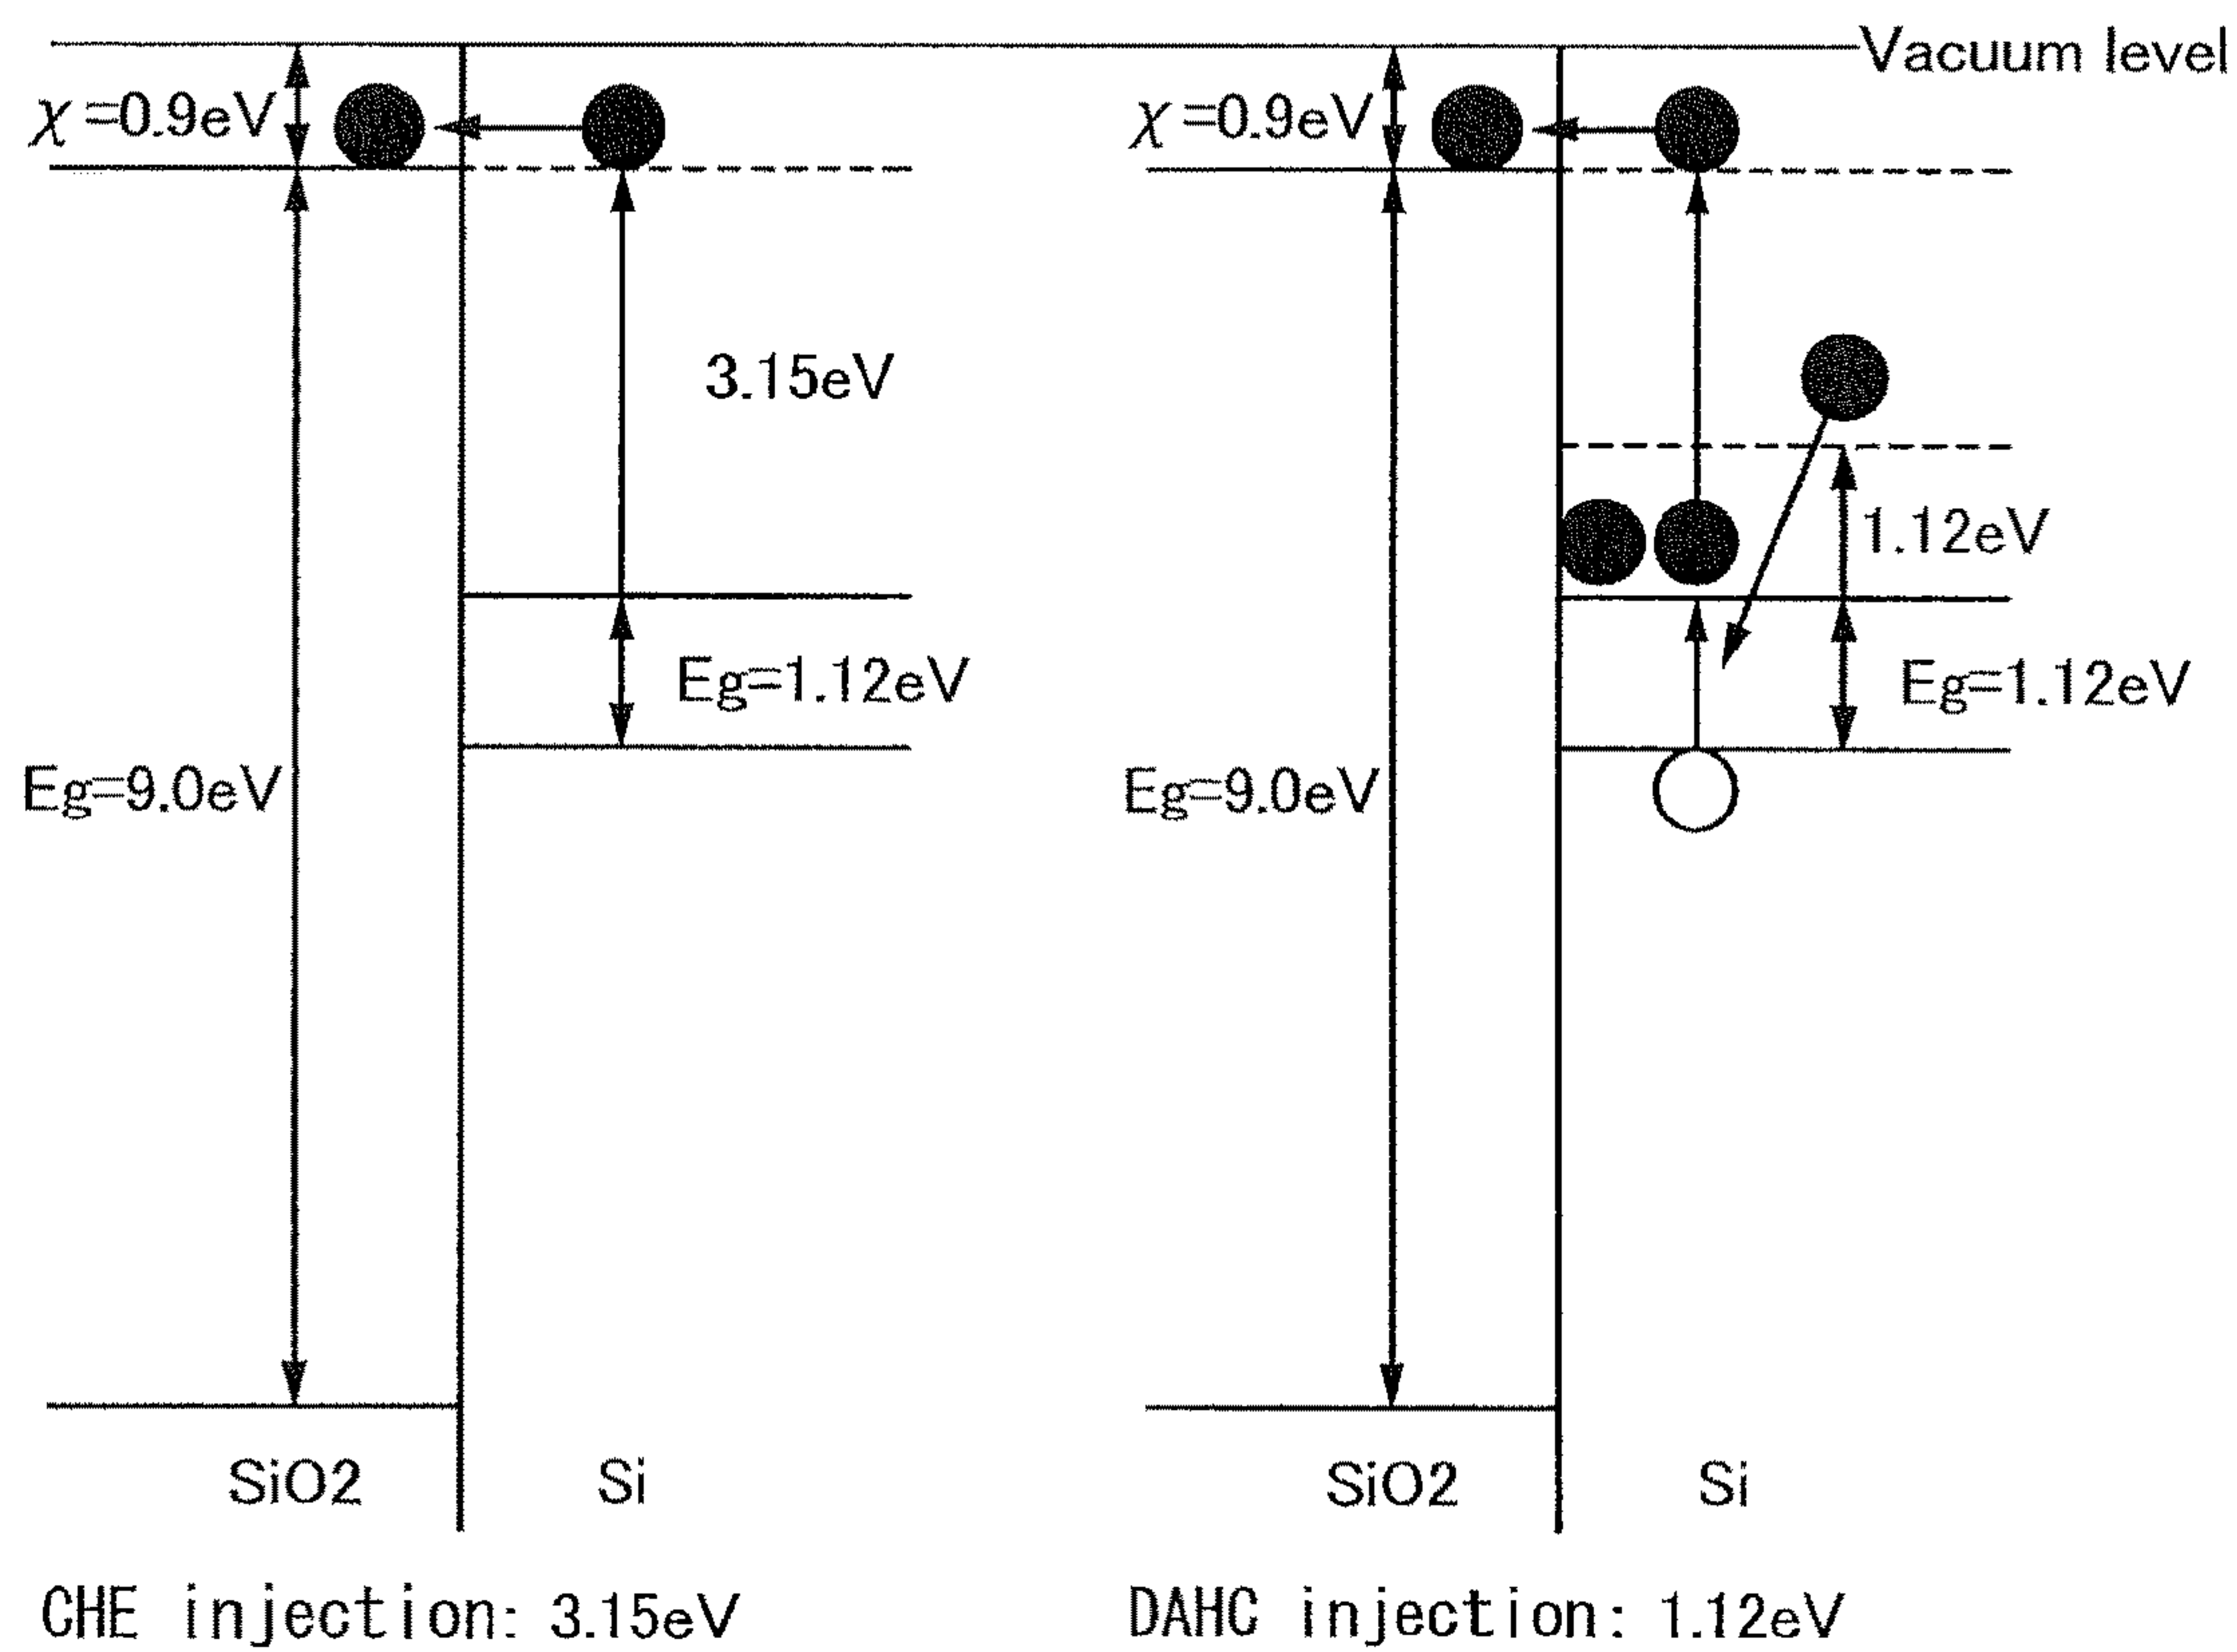 Vacuum level
χ=0.9eV
3.15eV
Eg=1.12eV
Eg=9.0eV
SiO2
Si
CHE injection: 3.15eV
χ=0.9eV
1.12eV
Eg=1.12eV
Eg=9.0eV
SiO2
Si
DAHC injection: 1.12eV